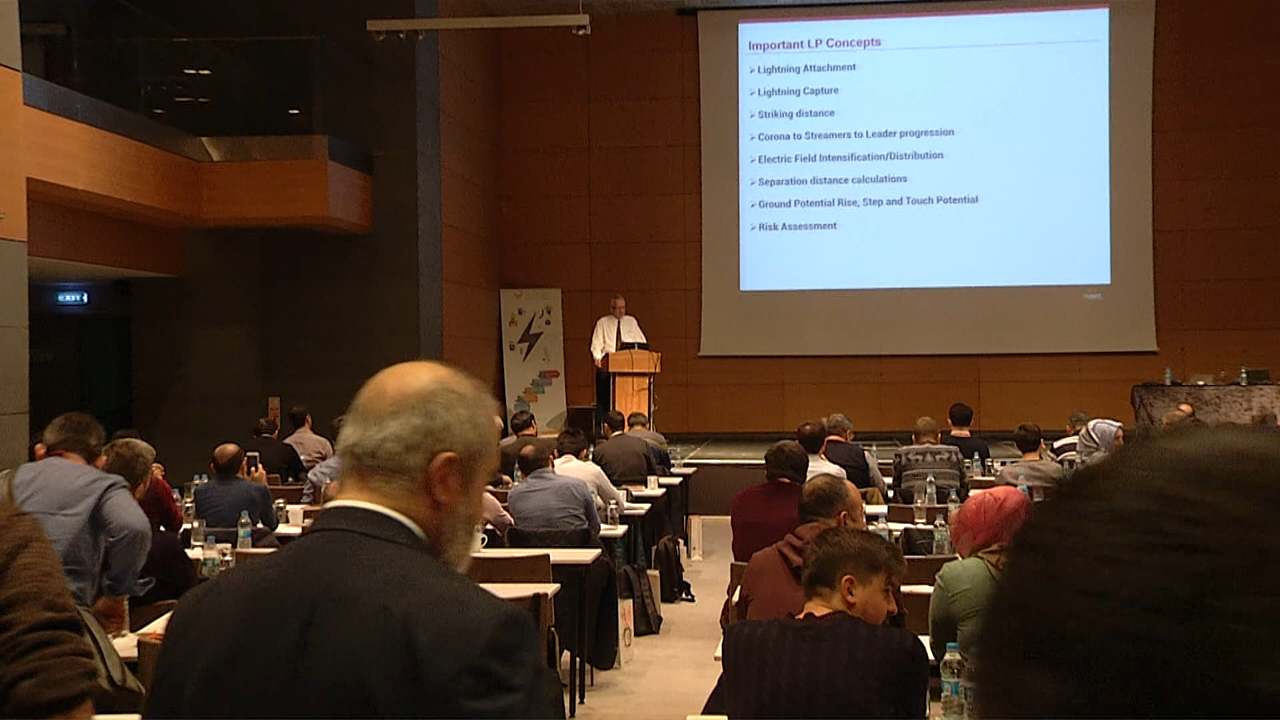 Important LP Concepts
➢ Lightning Attachment
➢ Lightning Capture
➢ Striking distance
➢ Corona to Streamers to Leader progression
➢ Electric Field Intensification/Distribution
➢ Separation distance calculations
➢ Ground Potential Rise, Step and Touch Potential
➢ Risk Assessment
EXIT